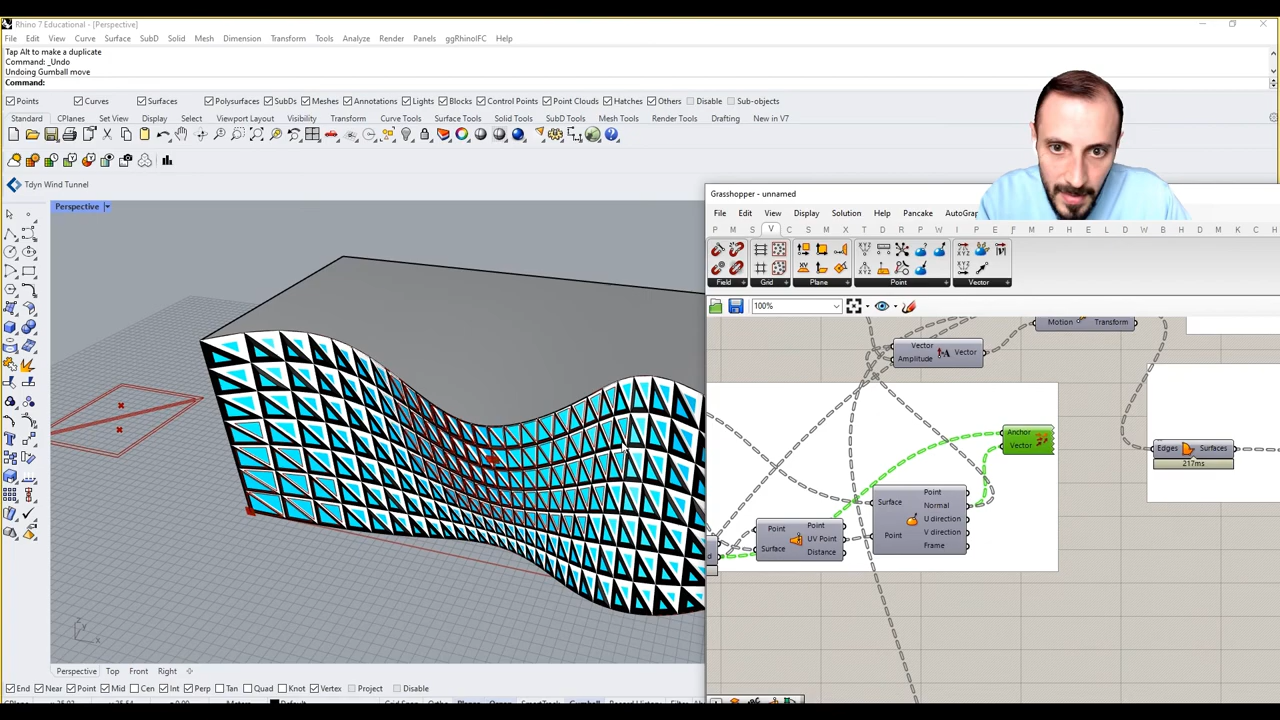 Rhino 7 Educational - [Perspective]
File Edit View Curve Surface SubD Solid Mesh Dimension Transform Tools Analyze Render Panels ggRhinoIFC Help
Tap Alt to make a duplicate
Command: _Undo
Undoing Gumball move
Command:
Points Curves Surfaces Polysurfaces SubDs Meshes Annotations Lights Blocks Control Points Point Clouds Hatches Others Disable Sub-objects
Standard CPlanes Set View Display Select Viewport Layout Visibility Transform Curve Tools Surface Tools Solid Tools SubD Tools Mesh Tools Render Tools Drafting New in V7
Tdyn Wind Tunnel
Perspective
Grasshopper - unnamed
File Edit View Display Solution Help Pancake
P M S V C S I M X T D R K L B E H F I P M P L D W B T C M K L H
Field Grid Plane Point Vector
100%
Motion Transform
Vector Vector
Amplitude
Anchor
Vector
Edges Surfaces
217ms
Surface Point
Normal
U direction
Point V direction
Frame
Point Point
UV Point
Surface Distance
z
y
x
Perspective Top Front Right
End Near Point Mid Cen Int Perp Tan Quad Knot Vertex Project Disable